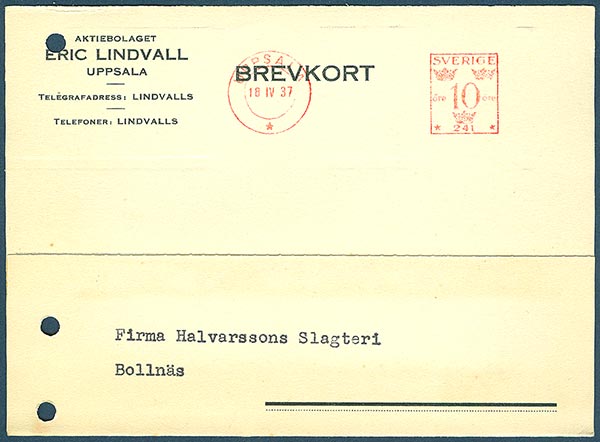 AKTIEBOLAGET
ERIC LINDVALL
UPPSALA
TELEGRAFADRESS: LINDVALLS
TELEFONER: LINDVALLS
BREVKORT
UPPSALA
18 IV 37
SVERIGE
öre 10 öre
241
Firma Halvarssons Slagteri
Bollnäs